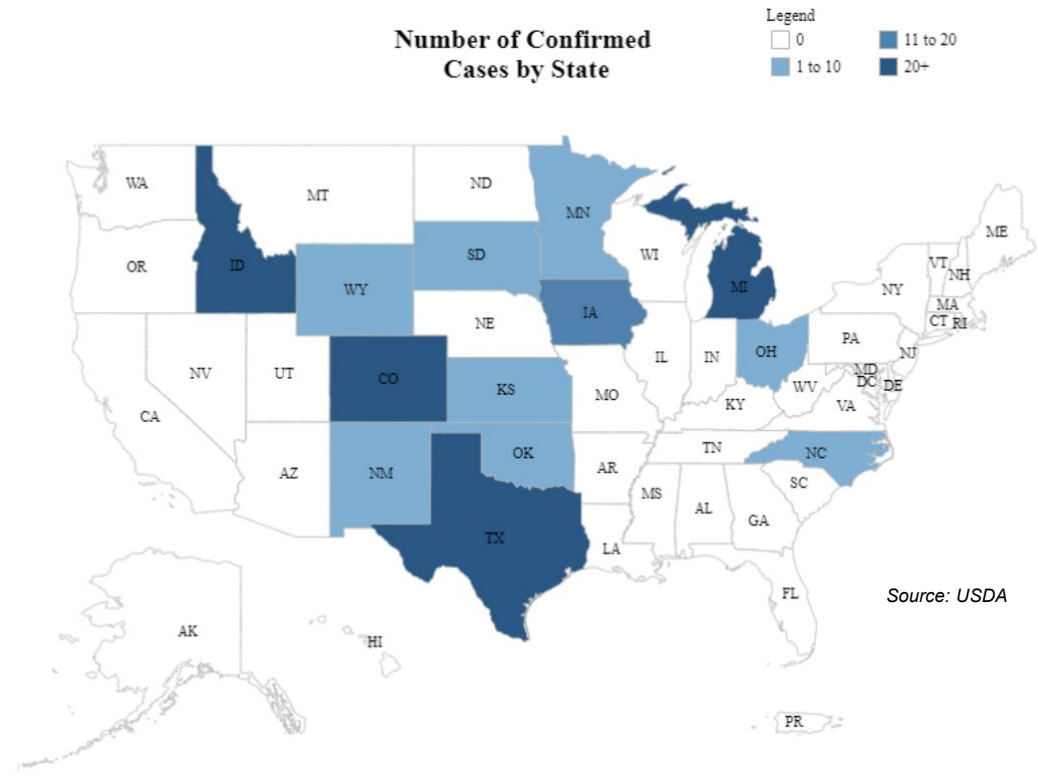 Legend
Number of Confirmed
Cases by State
0
11 to 20
1 to 10
20+
WA
MT
ND
MN
OR
ID
SD
WI
ME
VT
NH
WY
MI
NY
MA
CT RI
IA
NE
PA
NJ
NV
UT
CO
IL
IN
OH
MD
DC
DE
WV
VA
KS
MO
KY
CA
AZ
NM
OK
AR
TN
NC
SC
MS
AL
GA
TX
LA
FL
Source: USDA
AK
HI
PR